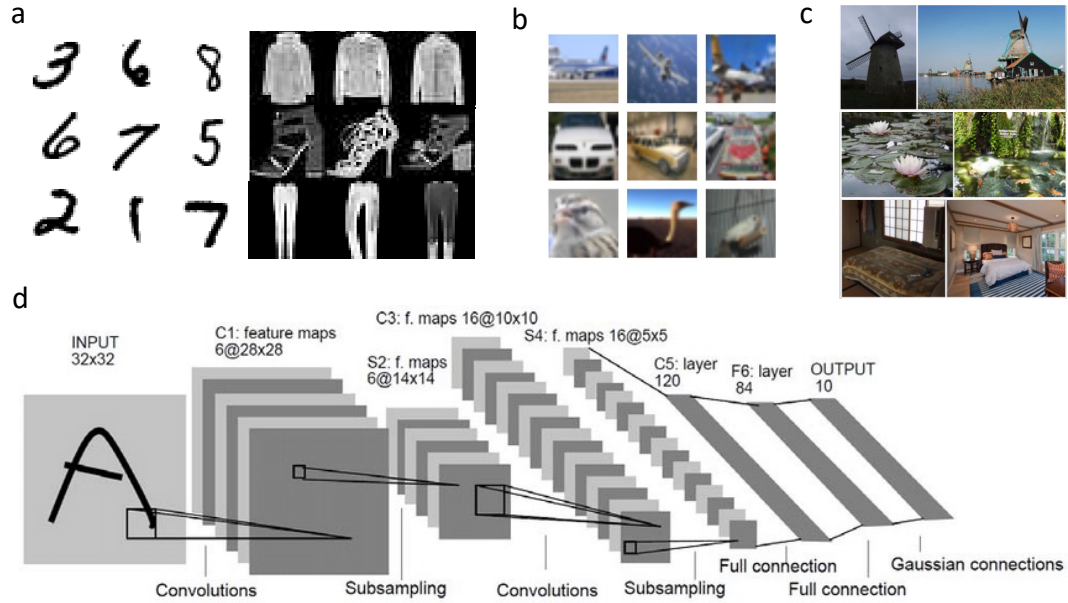 a
b
c
3 6 8
6 7 5
2 1 7
d
INPUT
32x32
C1: feature maps
6@28x28
S2: f. maps
6@14x14
C3: f. maps 16@10x10
S4: f. maps 16@5x5
C5: layer
120
F6: layer
84
OUTPUT
10
A
Convolutions
Subsampling
Convolutions
Subsampling
Full connection
Full connection
Gaussian connections